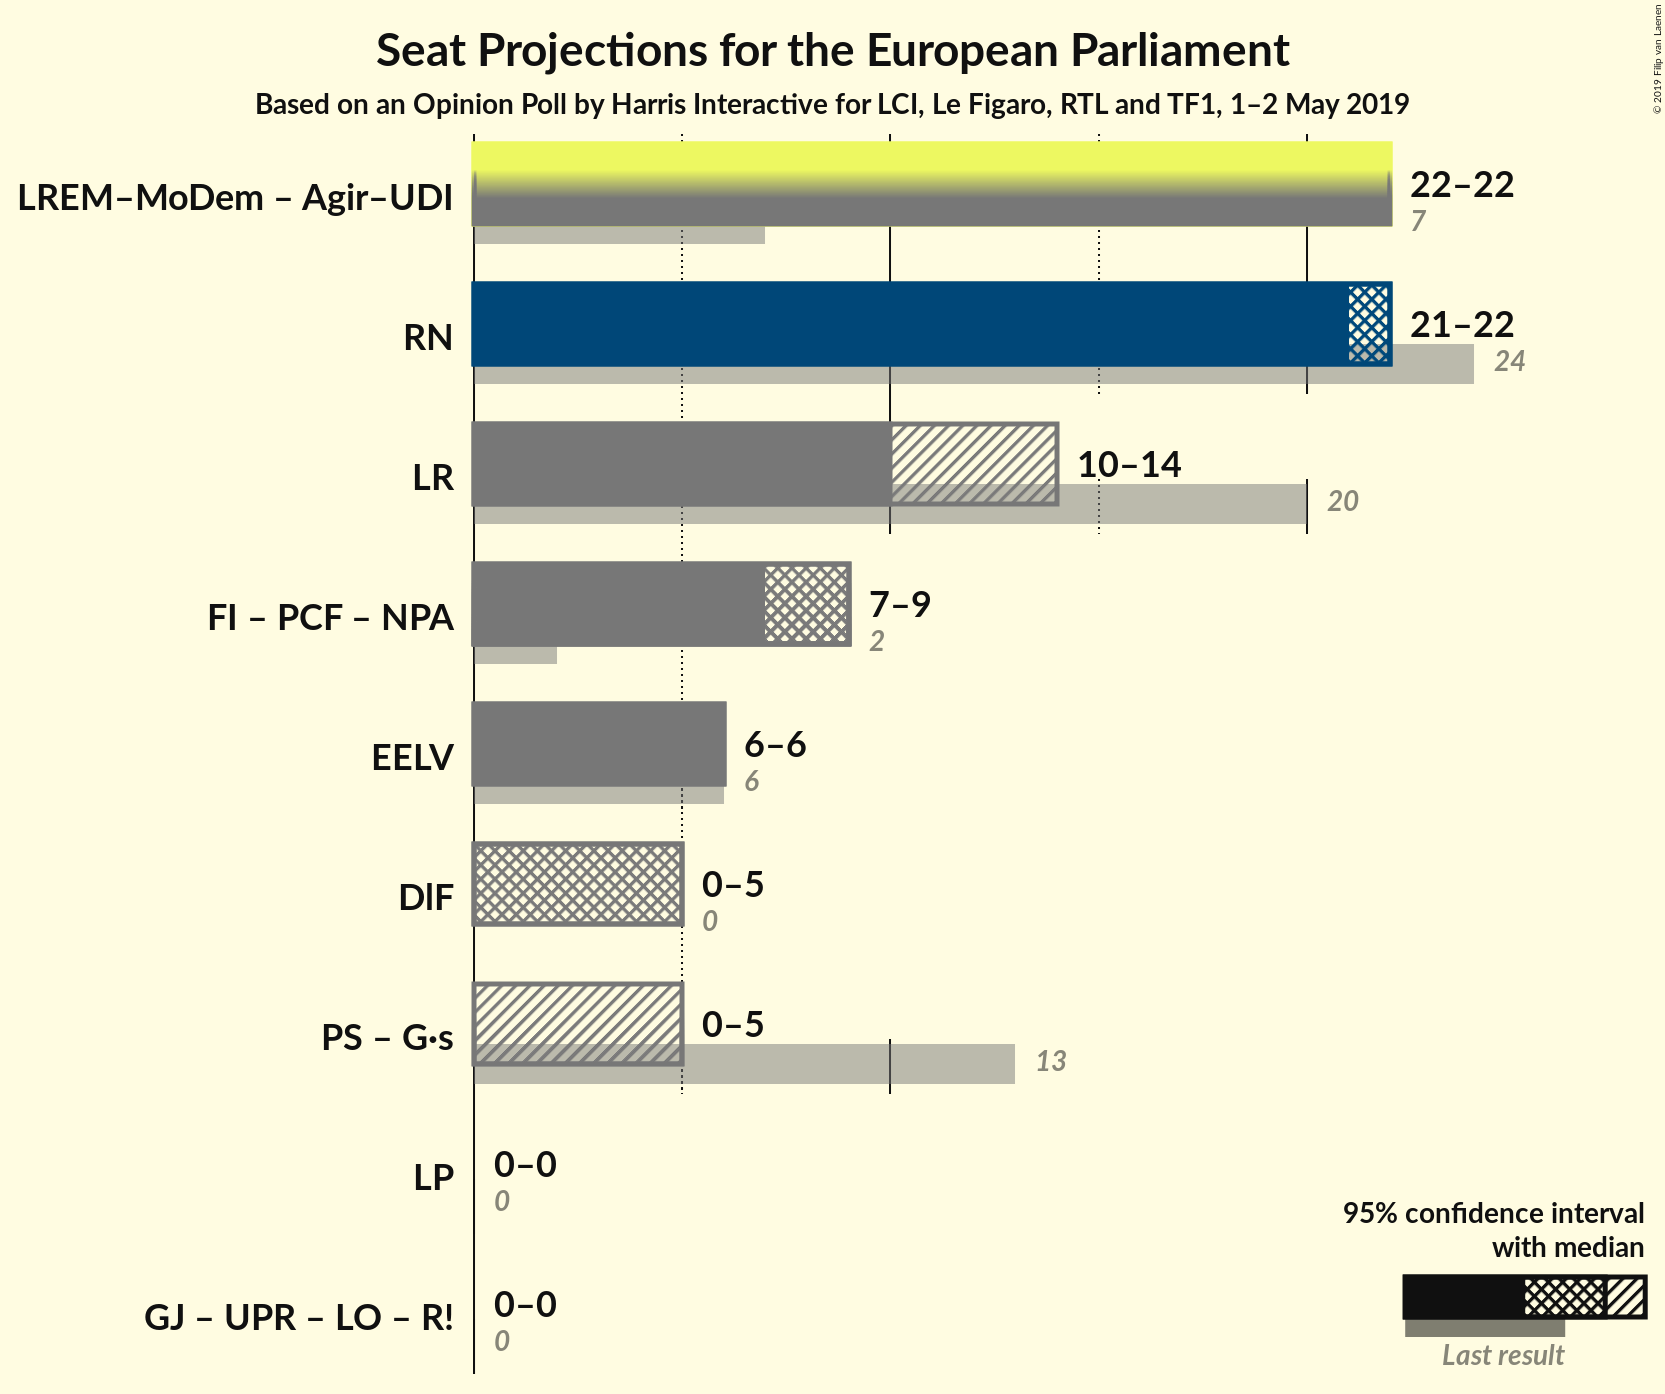 Seat Projections for the European Parliament
Based on an Opinion Poll by Harris Interactive for LCI, Le Figaro, RTL and TF1, 1–2 May 2019
© 2019 Filip van Laenen
LREM–MoDem – Agir–UDI
22–22
7
RN
21–22
24
LR
10–14
20
FI – PCF – NPA
7–9
2
EELV
6–6
6
DlF
0–5
0
PS – G·s
0–5
13
LP
0–0
0
GJ – UPR – LO – R!
0–0
0
95% confidence interval
with median
Last result